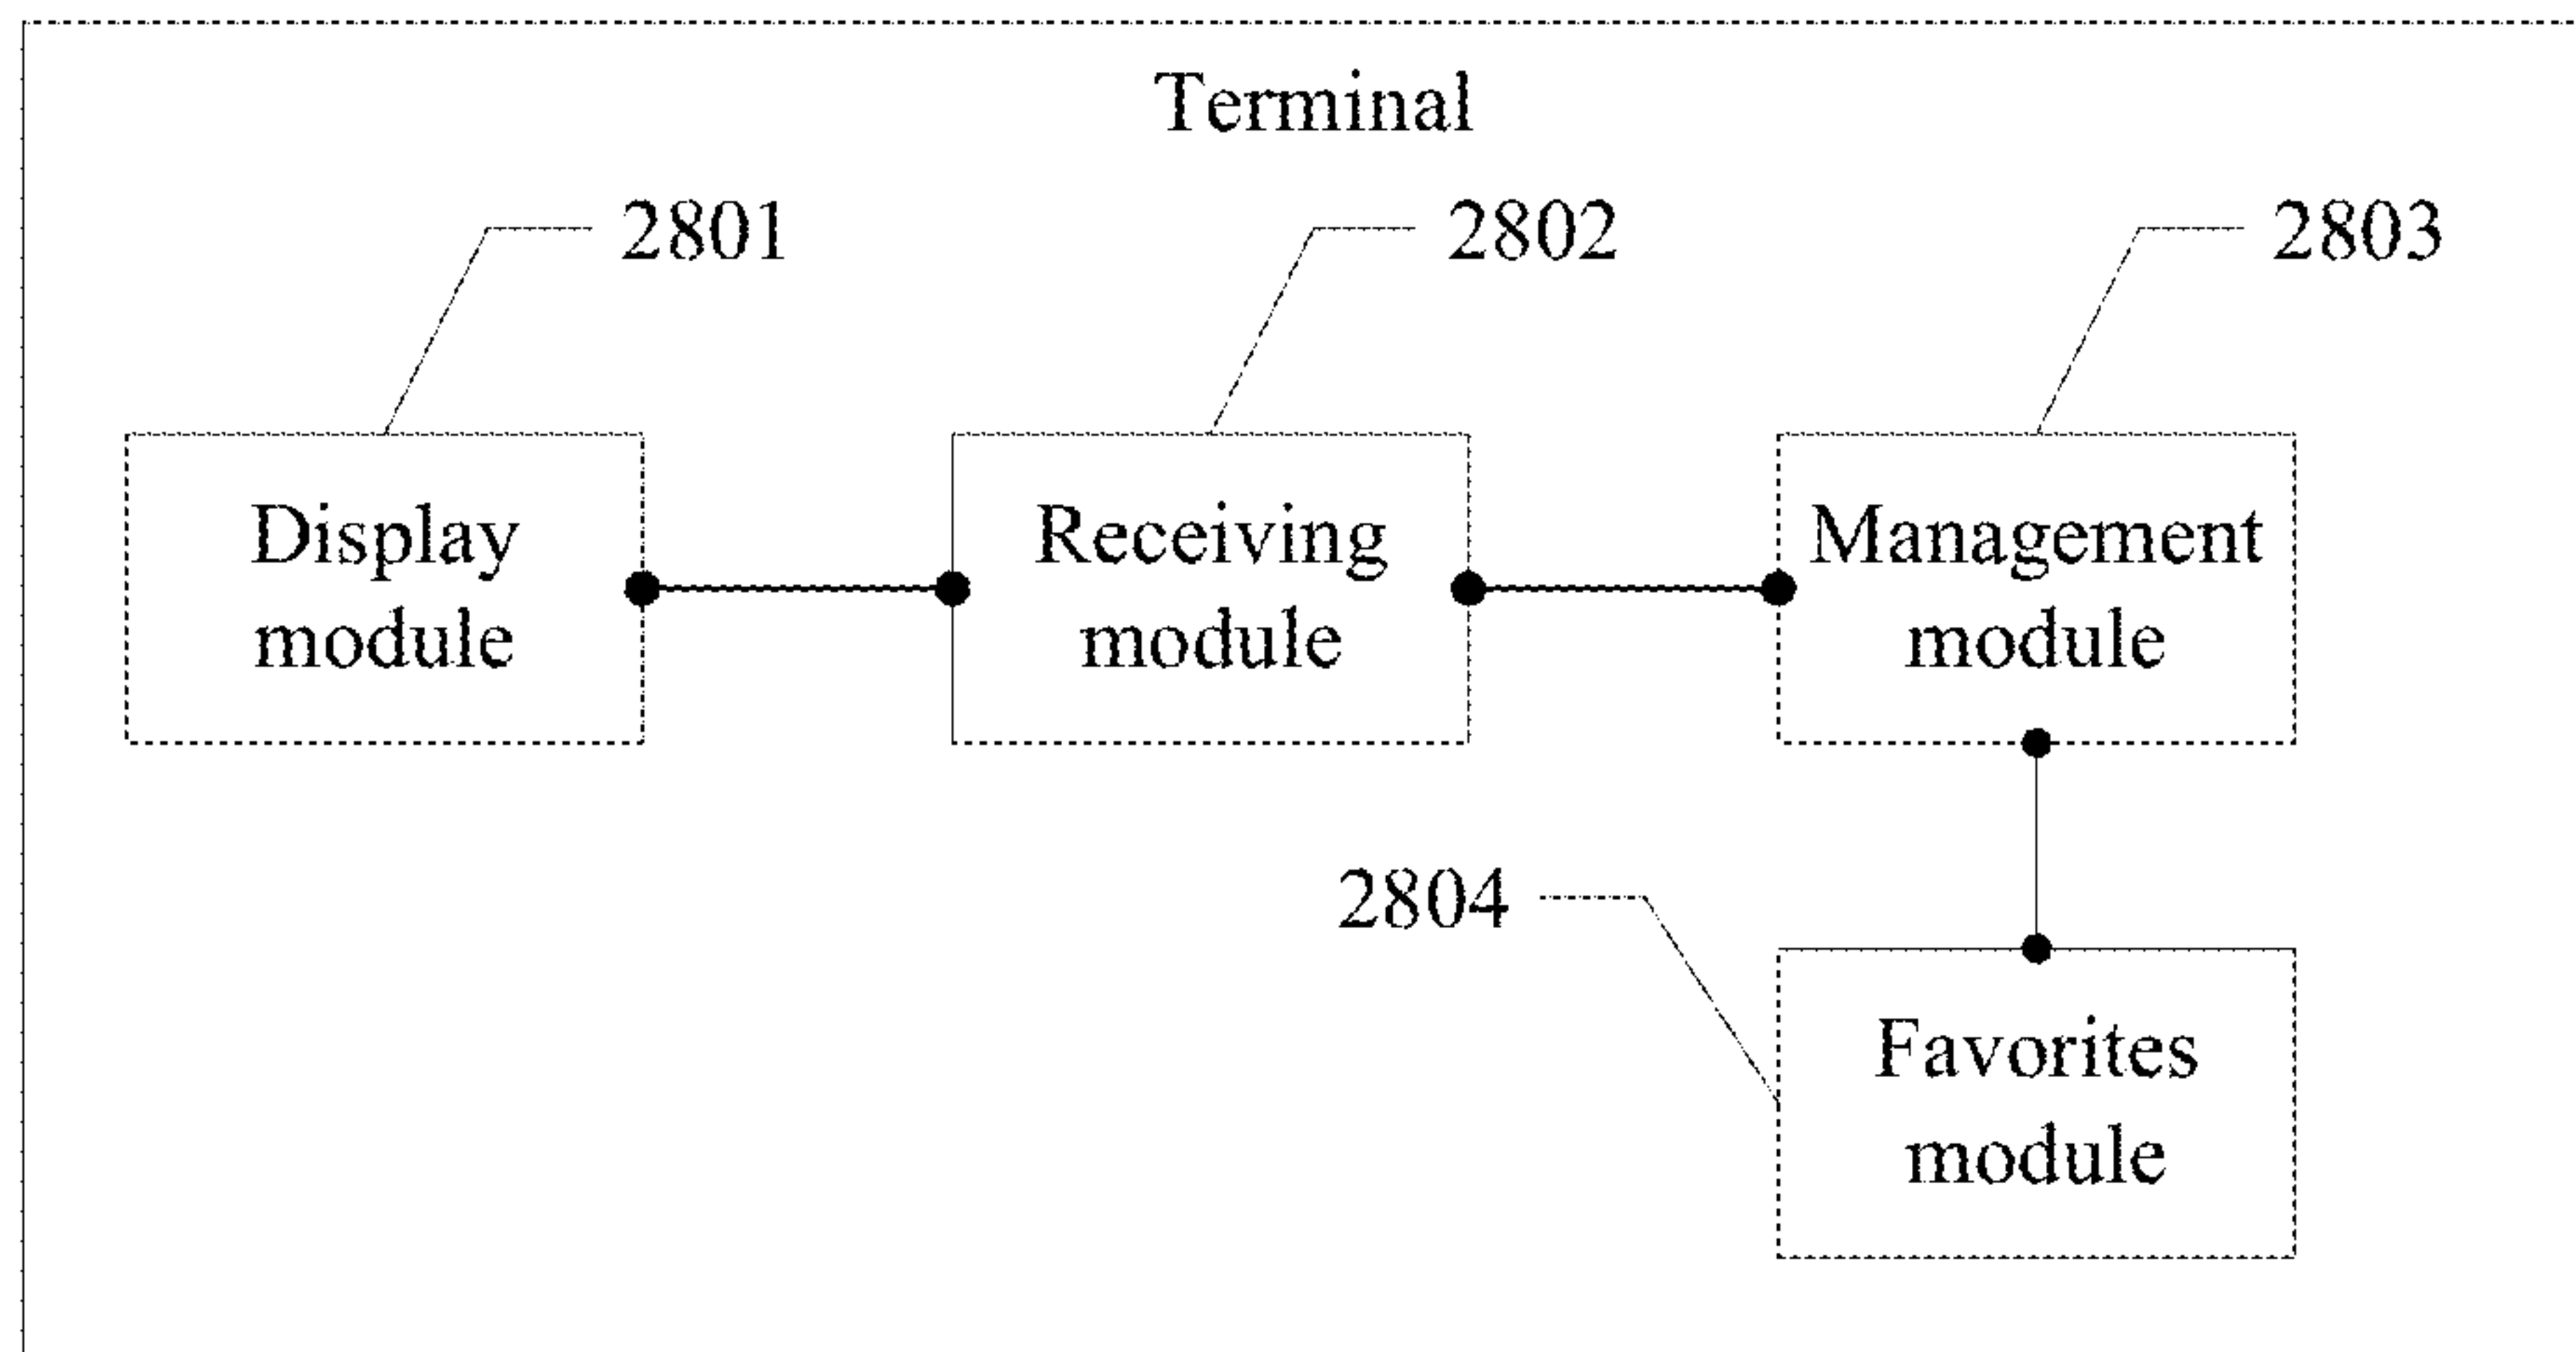 Terminal
2801
2802
2803
Display
module
Receiving
module
Management
module
2804
Favorites
module